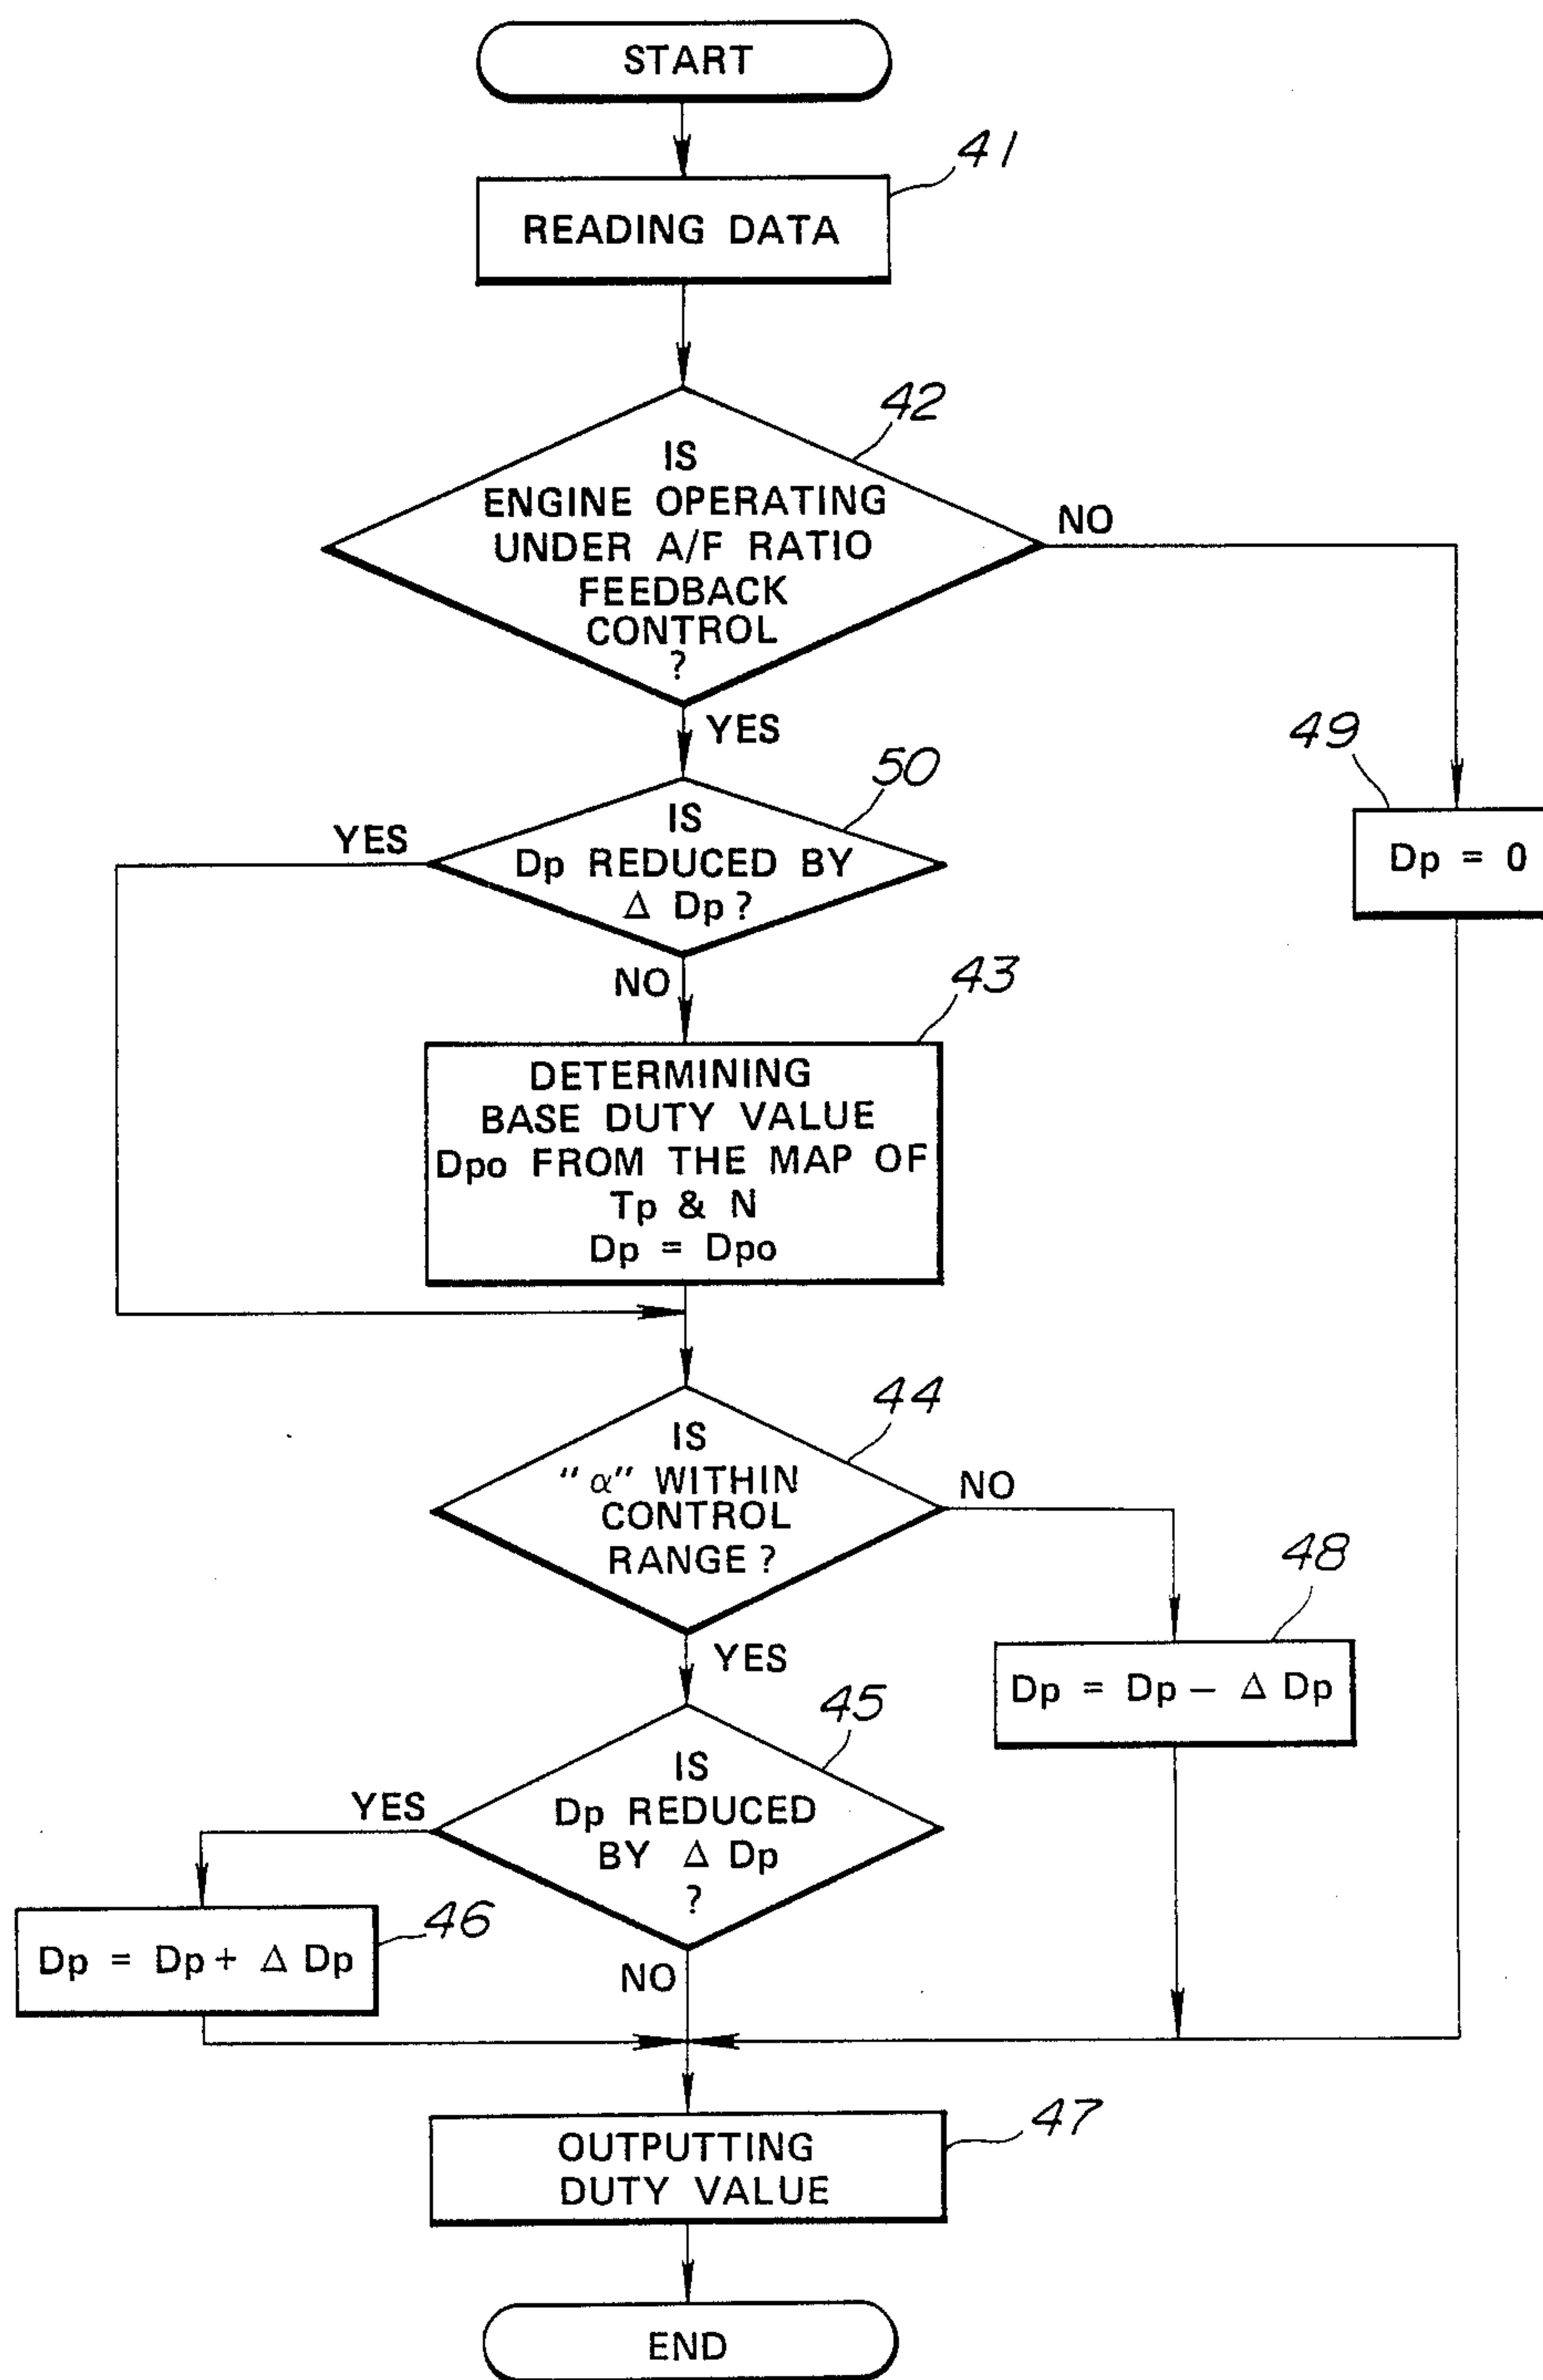 START
41
READING DATA
42
IS
ENGINE OPERATING
UNDER A/F RATIO
FEEDBACK
CONTROL
?
NO
YES
50
49
IS
Dp REDUCED BY
Δ Dp ?
YES
Dp = 0
NO
43
DETERMINING
BASE DUTY VALUE
Dpo FROM THE MAP OF
Tp & N
Dp = Dpo
44
IS
"α" WITHIN
CONTROL
RANGE ?
NO
48
YES
Dp = Dp − Δ Dp
45
IS
Dp REDUCED
BY Δ Dp
?
YES
46
Dp = Dp + Δ Dp
NO
47
OUTPUTTING
DUTY VALUE
END